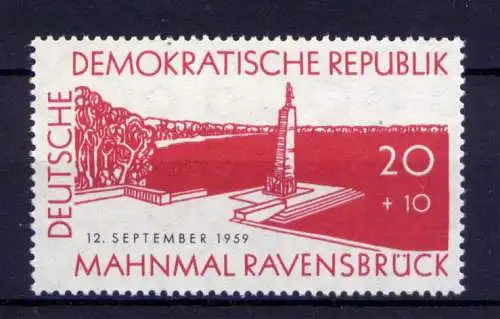 DEUTSCHE
DEMOKRATISCHE REPUBLIK
20
+ 10
12. SEPTEMBER 1959
MAHNMAL RAVENSBRÜCK